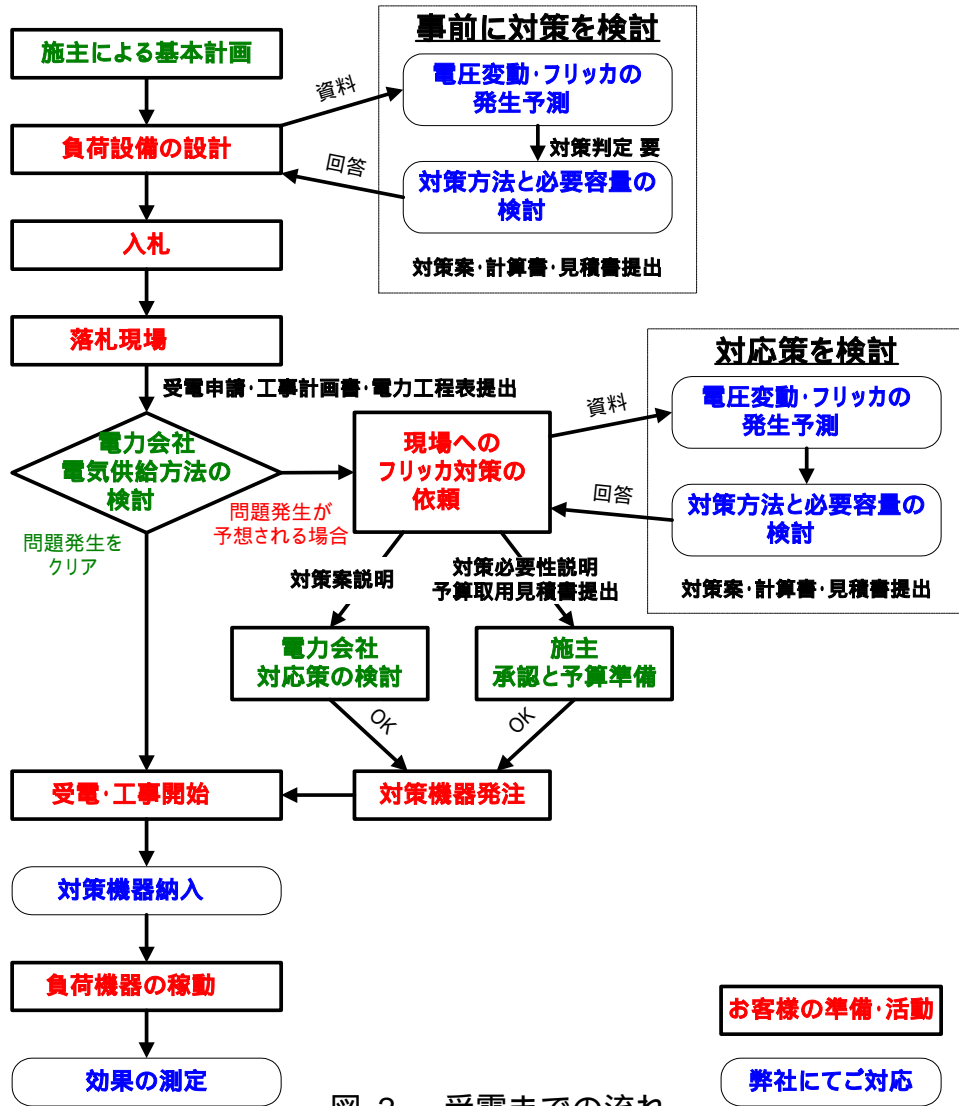 施主による基本計画
負荷設備の設計
入札
落札現場
資料
回答
事前に対策を検討
電圧変動・フリッカの
発生予測
対策判定 要
対策方法と必要容量の
検討
対策案・計算書・見積書提出
受電申請・工事計画書・電力工程表提出
電力会社
電気供給方法の
検討
問題発生を
クリア
問題発生が
予想される場合
現場への
フリッカ対策の
依頼
資料
回答
対応策を検討
電圧変動・フリッカの
発生予測
対策方法と必要容量の
検討
対策案・計算書・見積書提出
対策案説明
対策必要性説明
予算取用見積書提出
電力会社
対応策の検討
施主
承認と予算準備
OK
OK
受電・工事開始
対策機器発注
対策機器納入
負荷機器の稼動
効果の測定
お客様の準備・活動
弊社にてご対応
受電までの流れ